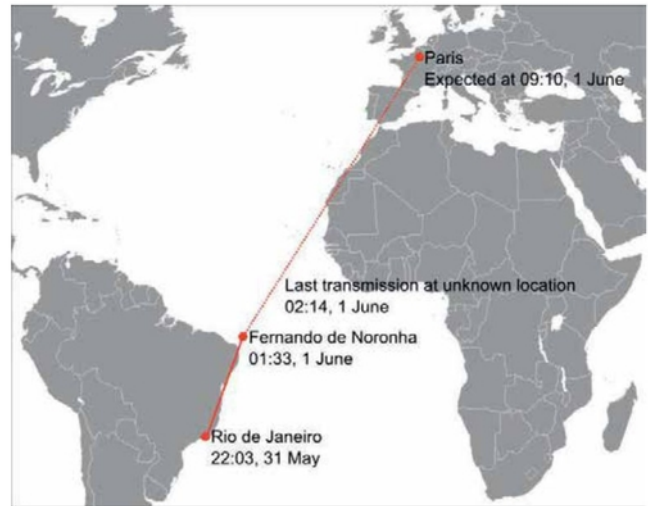 Paris
Expected at 09:10, 1 June
Last transmission at unknown location
02:14, 1 June
Fernando de Noronha
01:33, 1 June
Rio de Janeiro
22:03, 31 May